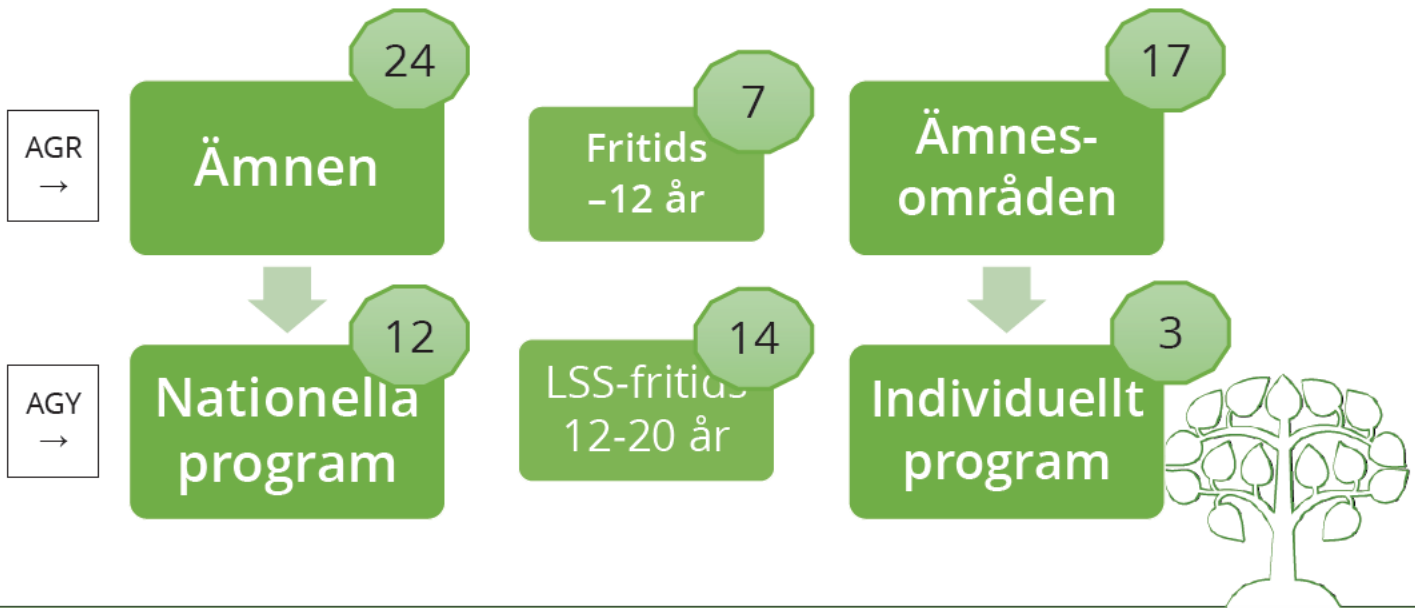 24
7
17
AGR
→
Ämnen
Fritids
–12 år
Ämnes-
områden
12
14
3
AGY
→
Nationella
program
LSS-fritids
12-20 år
Individuellt
program